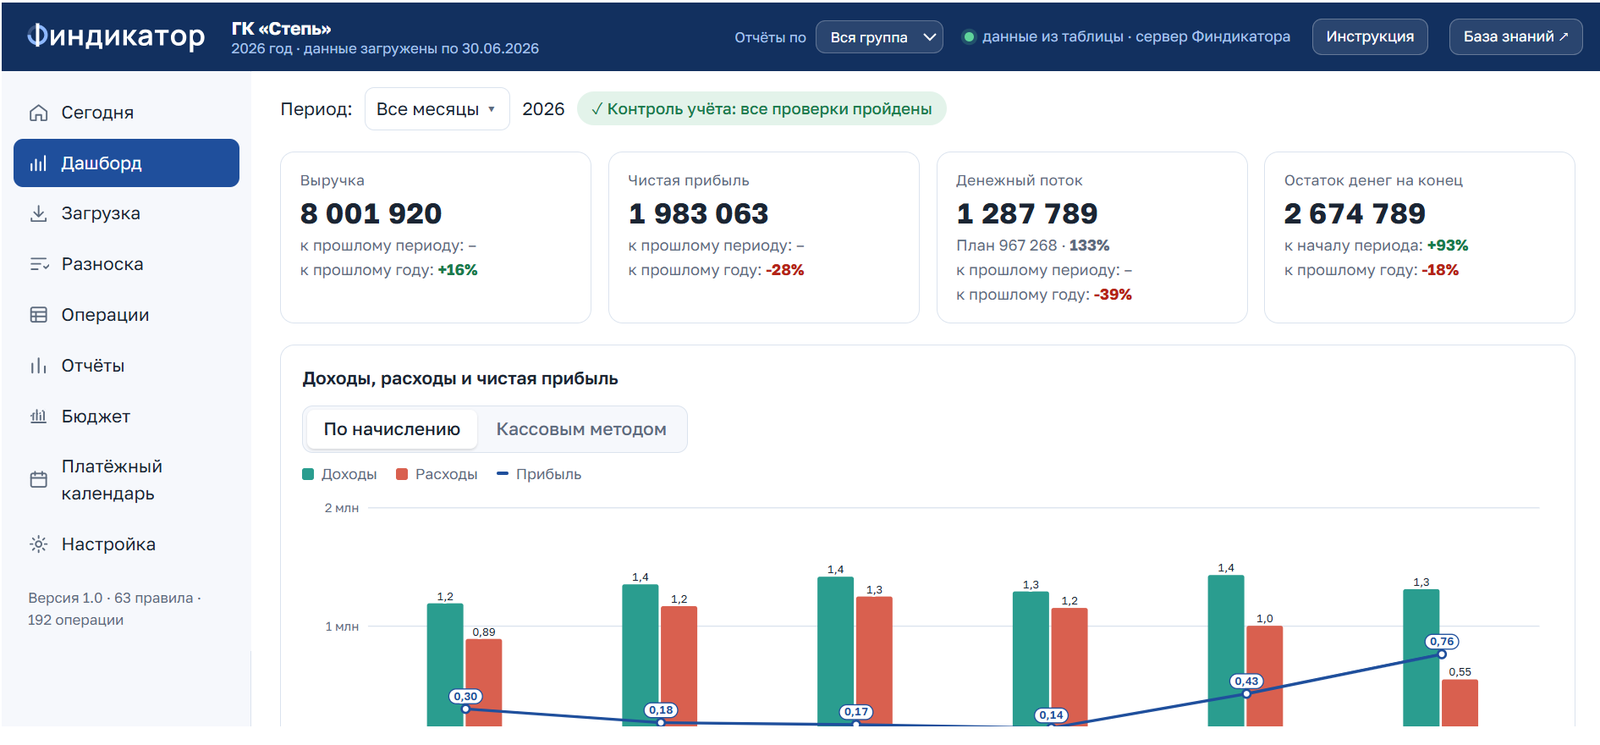 Финдикатор
ГК «Степь»
2026 год · данные загружены по 30.06.2026
Отчёты по
Вся группа
данные из таблицы · сервер Финдикатора
Инструкция
База знаний ↗
Сегодня
Дашборд
Загрузка
Разноска
Операции
Отчёты
Бюджет
Платёжный
календарь
Настройка
Версия 1.0 · 63 правила ·
192 операции
Период:
Все месяцы
2026
✓ Контроль учёта: все проверки пройдены
Выручка
8 001 920
к прошлому периоду: –
к прошлому году: +16%
Чистая прибыль
1 983 063
к прошлому периоду: –
к прошлому году: -28%
Денежный поток
1 287 789
План 967 268 · 133%
к прошлому периоду: –
к прошлому году: -39%
Остаток денег на конец
2 674 789
к началу периода: +93%
к прошлому году: -18%
Доходы, расходы и чистая прибыль
По начислению
Кассовым методом
Доходы
Расходы
Прибыль
2 млн
1 млн
1,2
0,89
0,30
1,4
1,2
0,18
1,4
1,3
0,17
1,3
1,2
0,14
1,4
1,0
0,43
1,3
0,76
0,55